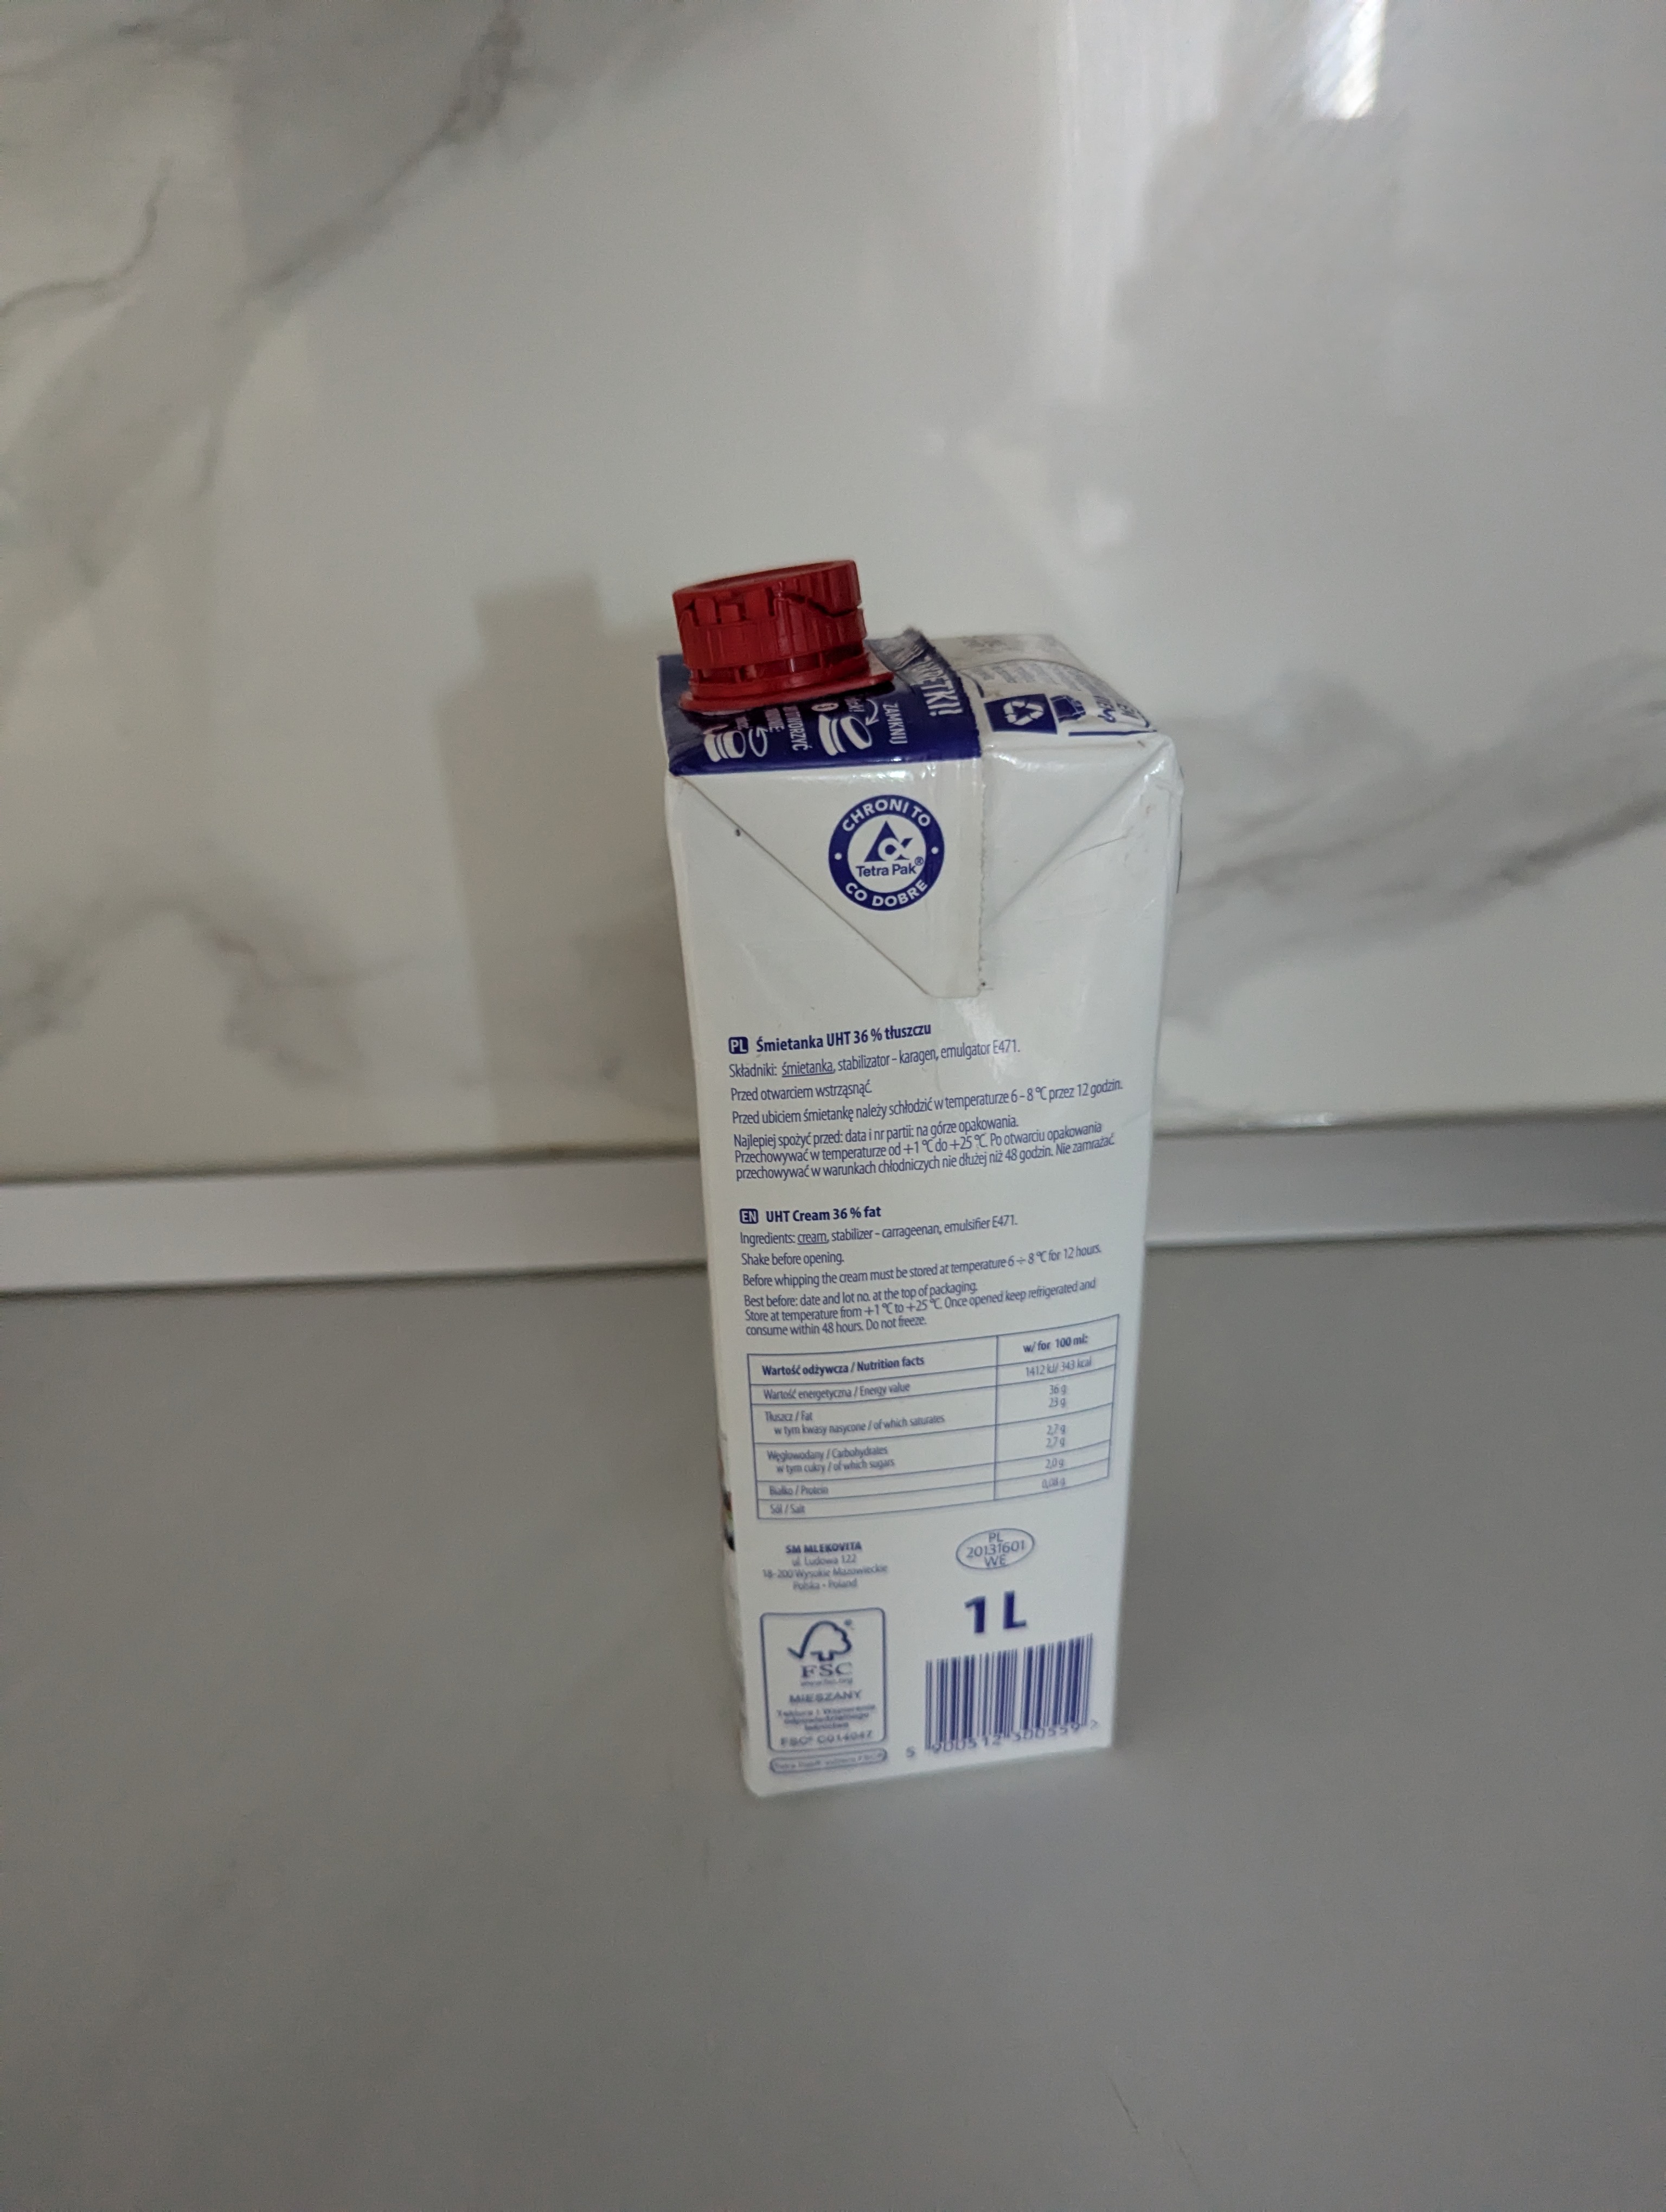 ZAMKNIJ
CHRONI TO
Tetra Pak®
CO DOBRE
PL Śmietanka UHT 36 % tłuszczu
Składniki: śmietanka, stabilizator – karagen, emulgator E471.
Przed otwarciem wstrząsnąć.
Przed ubiciem śmietankę należy schłodzić w temperaturze 6 – 8 °C przez 12 godzin.
Najlepiej spożyć przed: data i nr partii: na górze opakowania.
Przechowywać w temperaturze od +1 °C do +25 °C. Po otwarciu opakowania
przechowywać w warunkach chłodniczych nie dłużej niż 48 godzin. Nie zamrażać.
EN UHT Cream 36 % fat
Ingredients: cream, stabilizer – carrageenan, emulsifier E471.
Shake before opening.
Before whipping the cream must be stored at temperature 6 ÷ 8 °C for 12 hours.
Best before: date and lot no. at the top of packaging.
Store at temperature from +1 °C to +25 °C. Once opened keep refrigerated and
consume within 48 hours. Do not freeze.
Wartość odżywcza / Nutrition facts w/ for 100 ml:
Wartość energetyczna / Energy value 1412 kJ/ 343 kcal
Tłuszcz / Fat 36 g
w tym kwasy nasycone / of which saturates 23 g
Węglowodany / Carbohydrates 2,7 g
w tym cukry / of which sugars 2,7 g
Białko / Protein 2,0 g
Sól / Salt 0,08 g
SM MLEKOVITA
ul. Ludowa 122
18-200 Wysokie Mazowieckie
Polska - Poland
PL
20131601
WE
1 L
FSC
www.fsc.org
MIESZANY
FSC® C014047
5 900512 300559 >